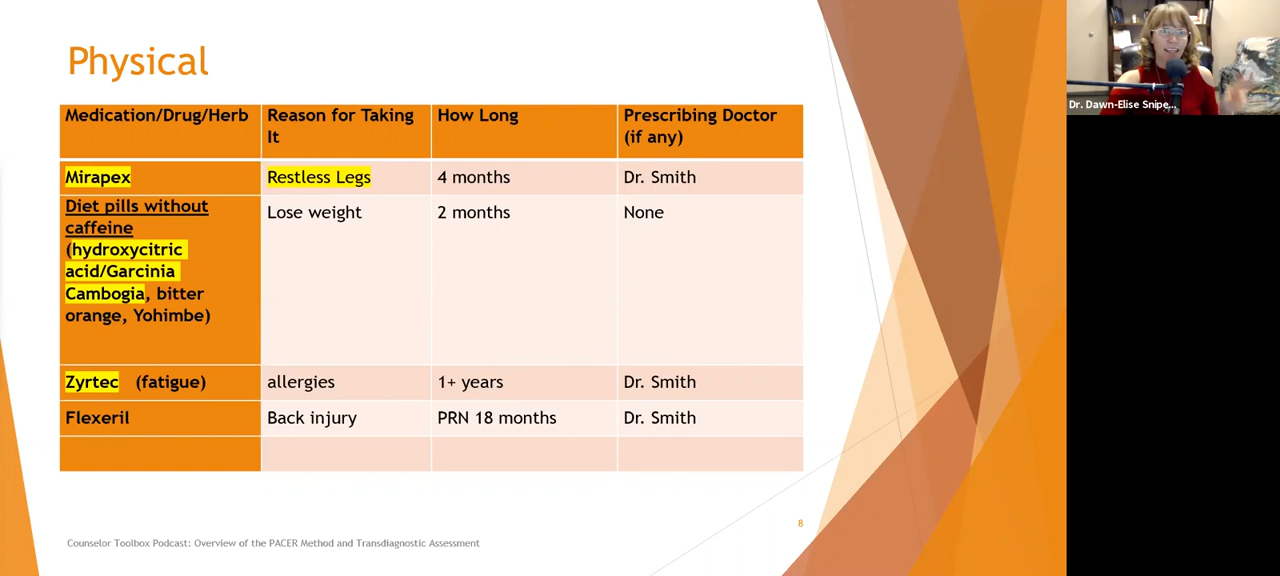 Physical
Medication/Drug/Herb
Reason for Taking
It
How Long
Prescribing Doctor
(if any)
Mirapex
Restless Legs
4 months
Dr. Smith
Diet pills without
caffeine
(hydroxycitric
acid/Garcinia
Cambogia, bitter
orange, Yohimbe)
Lose weight
2 months
None
Zyrtec (fatigue)
allergies
1+ years
Dr. Smith
Flexeril
Back injury
PRN 18 months
Dr. Smith
8
Counselor Toolbox Podcast: Overview of the PACER Method and Transdiagnostic Assessment
Dr. Dawn-Elise Snipe...